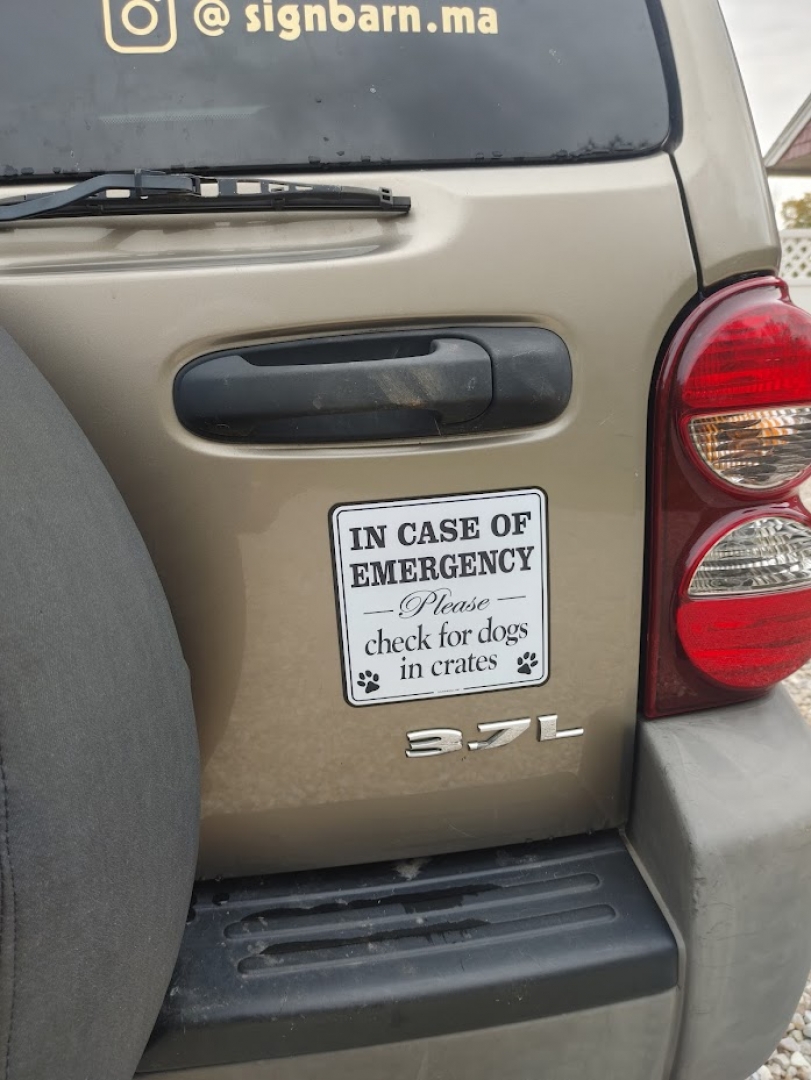 @ signbarn.ma
IN CASE OF
EMERGENCY
Please
check for dogs
in crates
3.7L